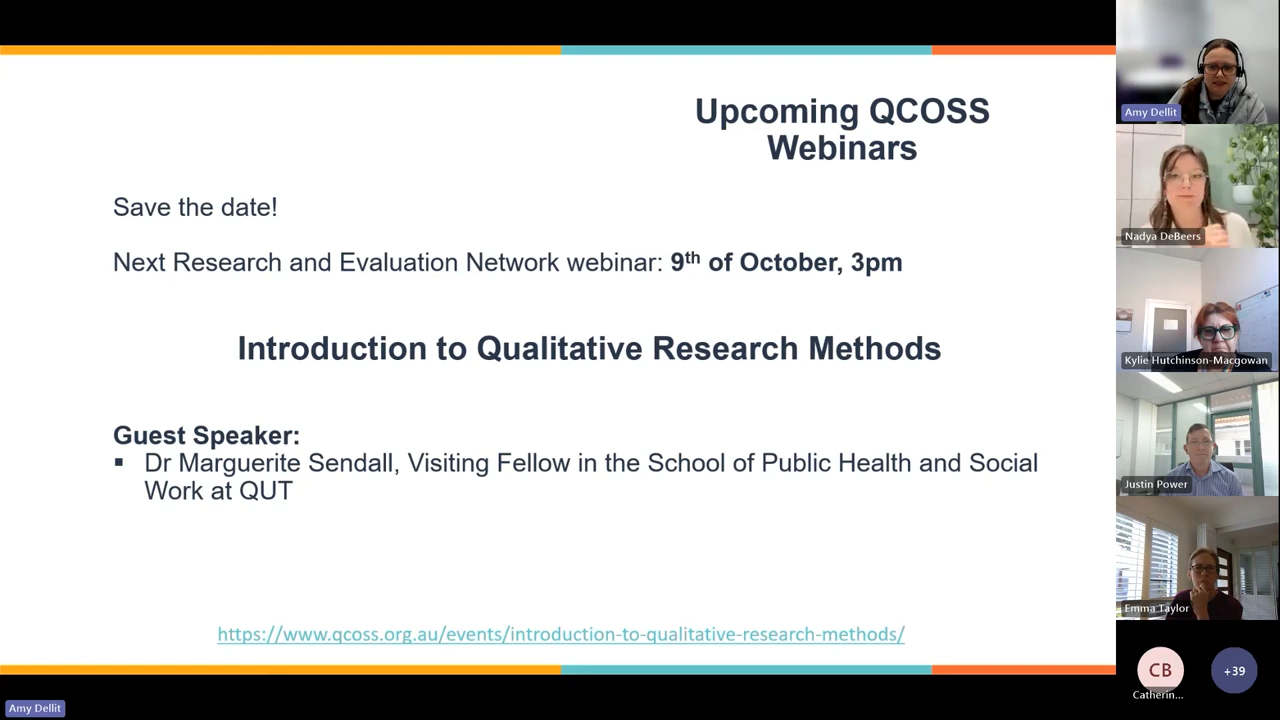 Upcoming QCOSS
Webinars
Save the date!
Next Research and Evaluation Network webinar: 9th of October, 3pm
Introduction to Qualitative Research Methods
Guest Speaker:
▪ Dr Marguerite Sendall, Visiting Fellow in the School of Public Health and Social
Work at QUT
https://www.qcoss.org.au/events/introduction-to-qualitative-research-methods/
Amy Dellit
Amy Dellit
Nadya DeBeers
Kylie Hutchinson-Macgowan
Justin Power
Emma Taylor
CB
Catherin...
+39